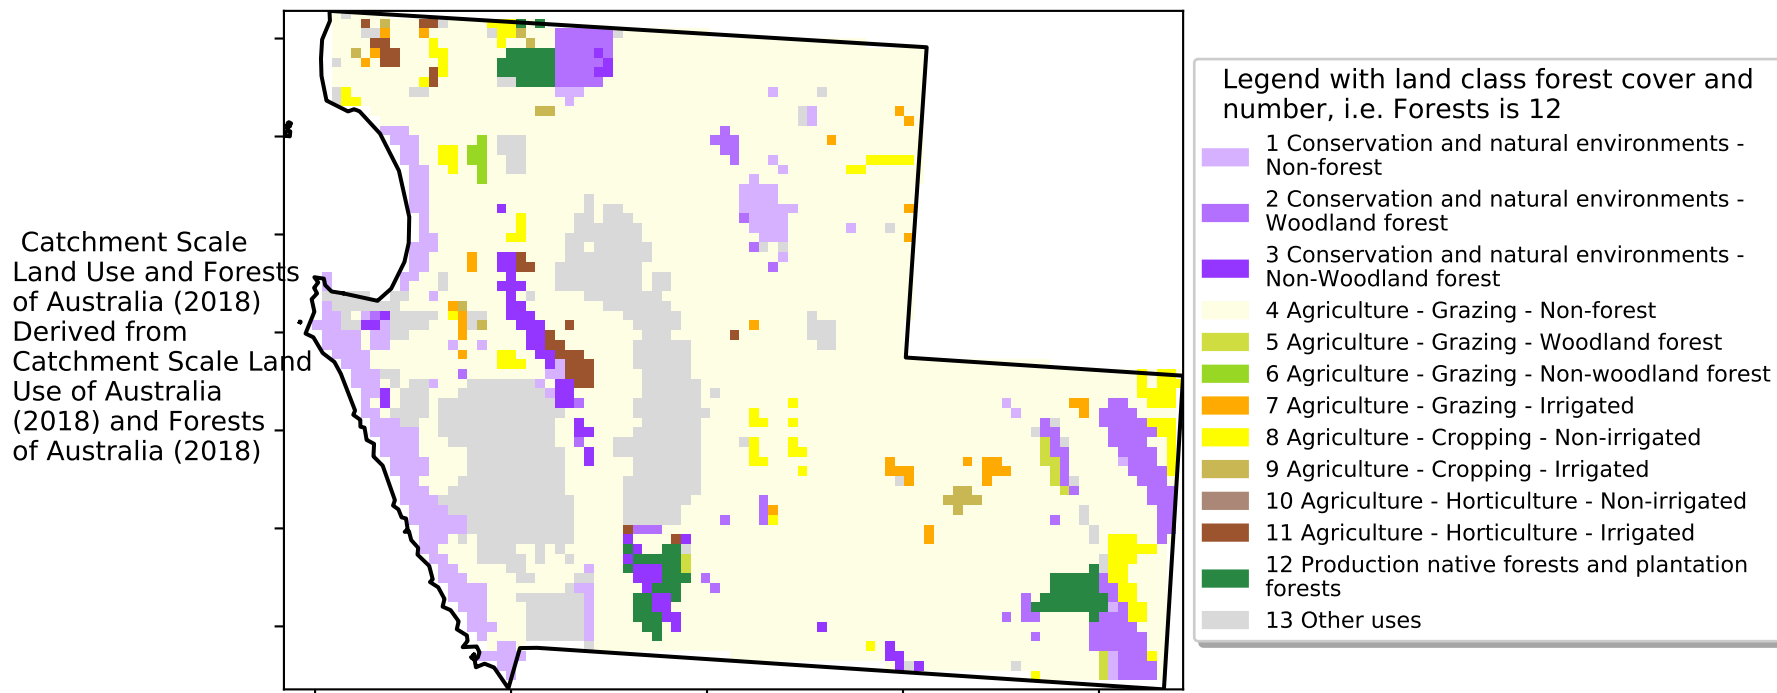 Catchment Scale
Land Use and Forests
of Australia (2018)
Derived from
Catchment Scale Land
Use of Australia
(2018) and Forests
of Australia (2018)
Legend with land class forest cover and
number, i.e. Forests is 12
1 Conservation and natural environments -
Non-forest
2 Conservation and natural environments -
Woodland forest
3 Conservation and natural environments -
Non-Woodland forest
4 Agriculture - Grazing - Non-forest
5 Agriculture - Grazing - Woodland forest
6 Agriculture - Grazing - Non-woodland forest
7 Agriculture - Grazing - Irrigated
8 Agriculture - Cropping - Non-irrigated
9 Agriculture - Cropping - Irrigated
10 Agriculture - Horticulture - Non-irrigated
11 Agriculture - Horticulture - Irrigated
12 Production native forests and plantation
forests
13 Other uses